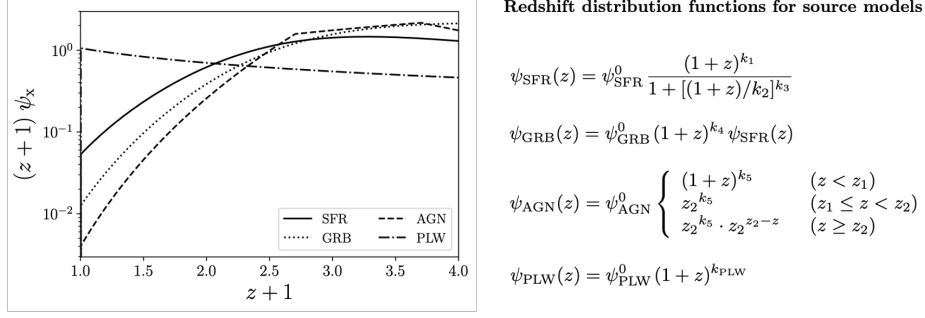 (z + 1) ψx
10⁰
10⁻¹
10⁻²
SFR
GRB
AGN
PLW
1.0 1.5 2.0 2.5 3.0 3.5 4.0
z + 1
Redshift distribution functions for source models
ψSFR(z) = ψ⁰SFR (1 + z)^k₁ / 1 + [(1 + z)/k₂]^k₃
ψGRB(z) = ψ⁰GRB (1 + z)^k₄ ψSFR(z)
ψAGN(z) = ψ⁰AGN {
(1 + z)^k₅ (z < z₁)
z₂^k₅ (z₁ ≤ z < z₂)
z₂^k₅ · z₂^z₂−z (z ≥ z₂)
ψPLW(z) = ψ⁰PLW (1 + z)^kPLW